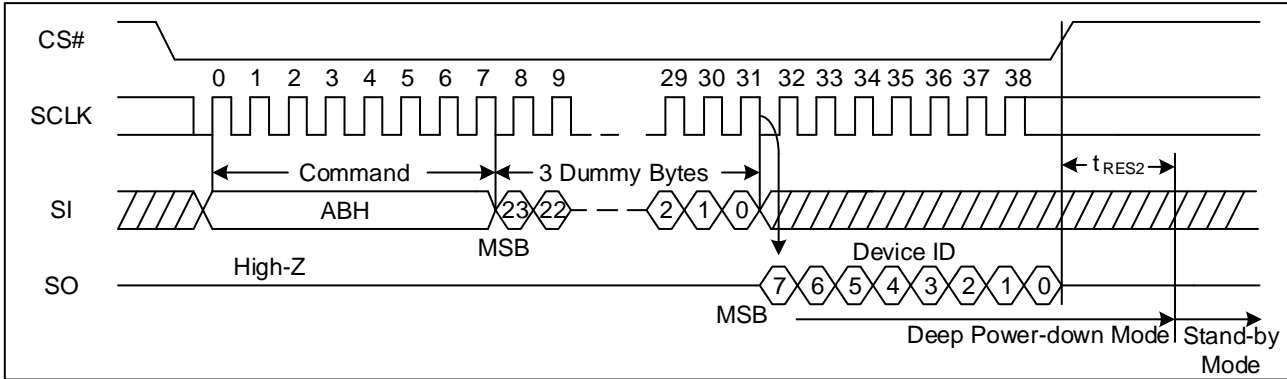 CS#
0 1 2 3 4 5 6 7 8 9 29 30 31 32 33 34 35 36 37 38
SCLK
Command 3 Dummy Bytes tRES2
SI ABH 23 22 2 1 0
MSB
High-Z Device ID
SO 7 6 5 4 3 2 1 0
MSB
Deep Power-down Mode Stand-by
Mode